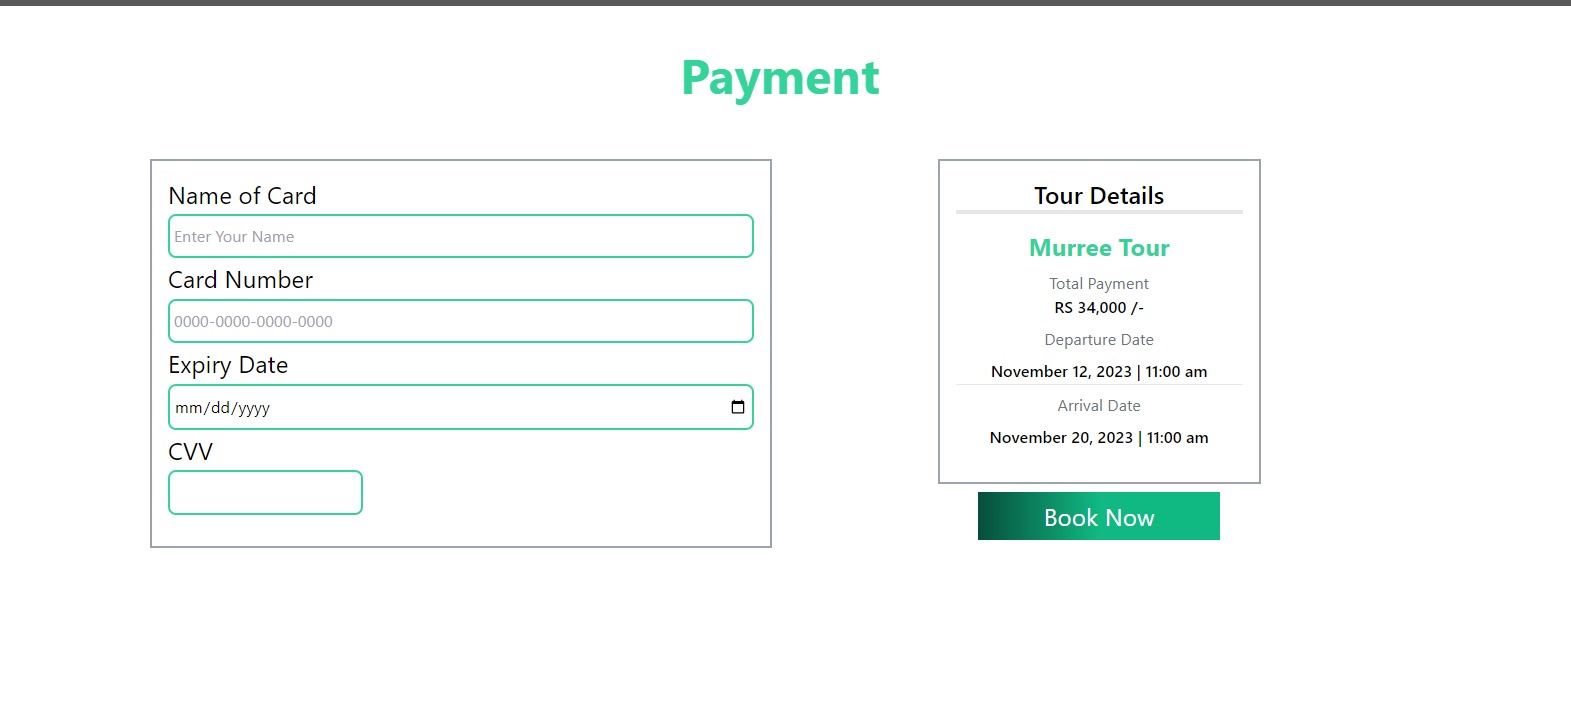 Payment
Name of Card
Enter Your Name
Card Number
0000-0000-0000-0000
Expiry Date
mm/dd/yyyy
CVV
Tour Details
Murree Tour
Total Payment
RS 34,000 /-
Departure Date
November 12, 2023 | 11:00 am
Arrival Date
November 20, 2023 | 11:00 am
Book Now